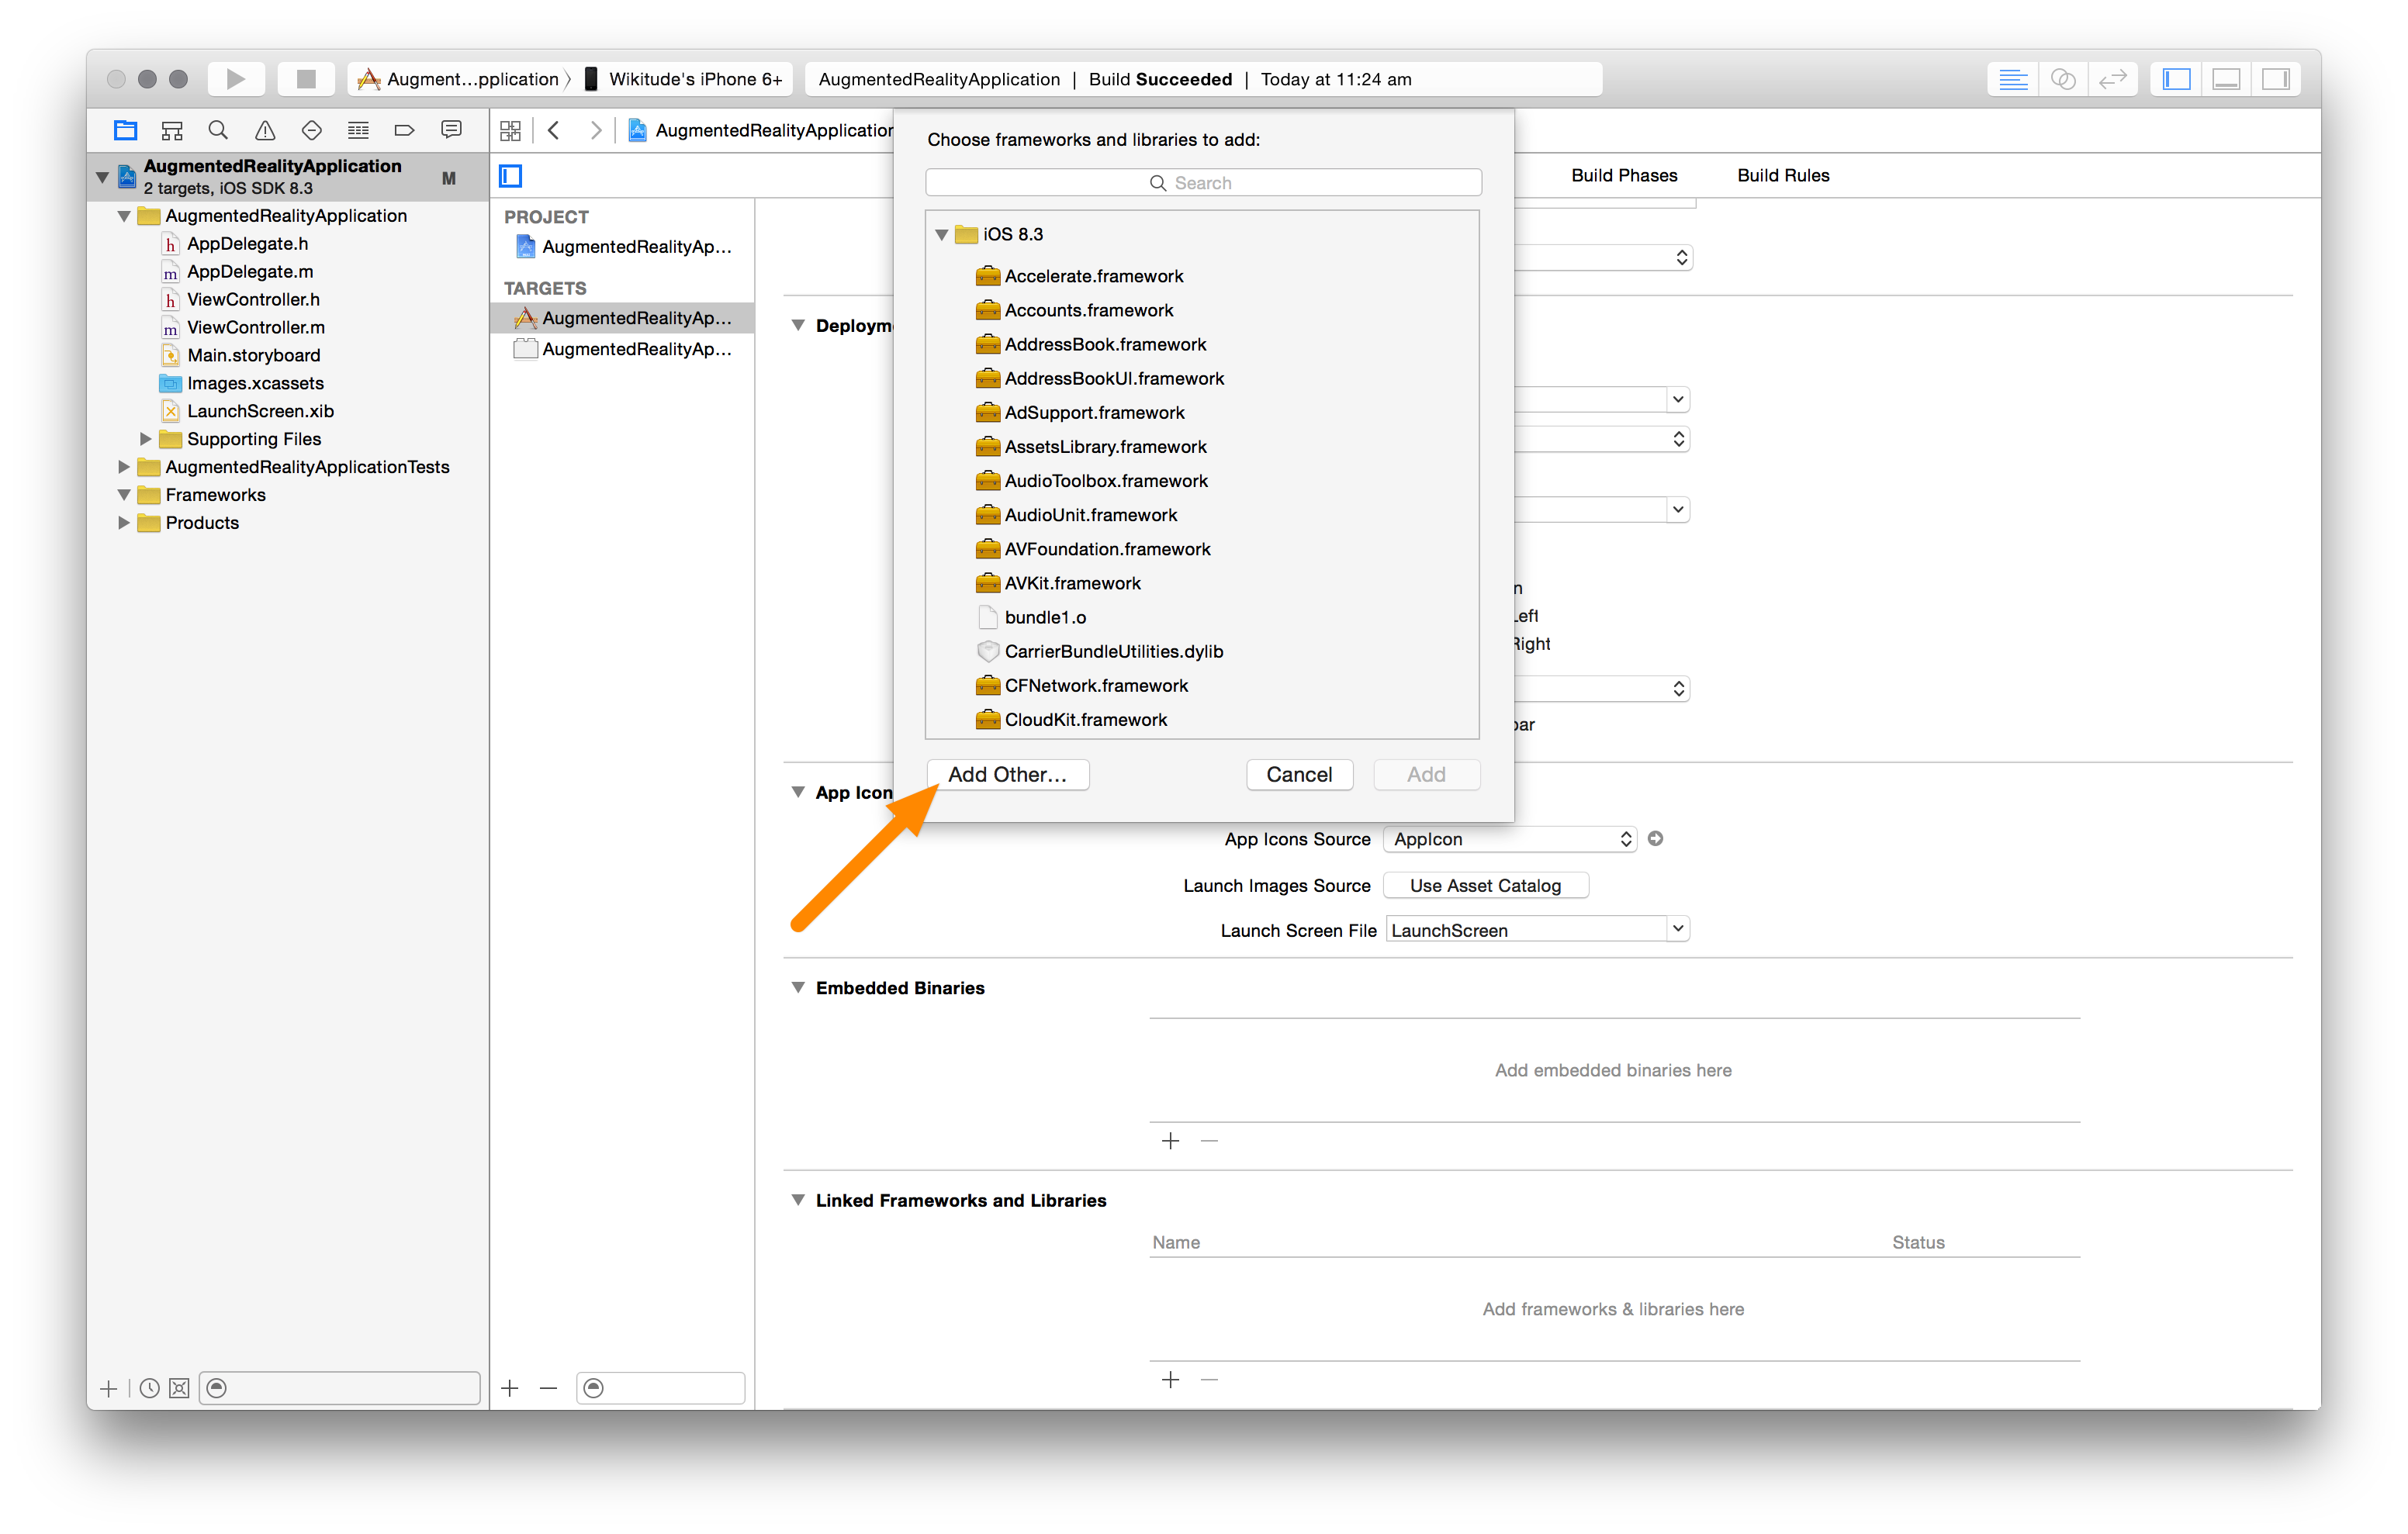 Augment...pplication
Wikitude's iPhone 6+
AugmentedRealityApplication | Build Succeeded | Today at 11:24 am
AugmentedRealityApplication
2 targets, iOS SDK 8.3
M
AugmentedRealityApplication
h AppDelegate.h
m AppDelegate.m
h ViewController.h
m ViewController.m
Main.storyboard
Images.xcassets
LaunchScreen.xib
Supporting Files
AugmentedRealityApplicationTests
Frameworks
Products
AugmentedRealityApplication
PROJECT
AugmentedRealityAp...
TARGETS
AugmentedRealityAp...
AugmentedRealityAp...
Build Phases
Build Rules
Choose frameworks and libraries to add:
Search
iOS 8.3
Accelerate.framework
Accounts.framework
AddressBook.framework
AddressBookUI.framework
AdSupport.framework
AssetsLibrary.framework
AudioToolbox.framework
AudioUnit.framework
AVFoundation.framework
AVKit.framework
bundle1.o
CarrierBundleUtilities.dylib
CFNetwork.framework
CloudKit.framework
Add Other...
Cancel
Add
Deploym
n
Left
Right
bar
App Icon
App Icons Source
AppIcon
Launch Images Source
Use Asset Catalog
Launch Screen File
LaunchScreen
Embedded Binaries
Add embedded binaries here
Linked Frameworks and Libraries
Name
Status
Add frameworks & libraries here